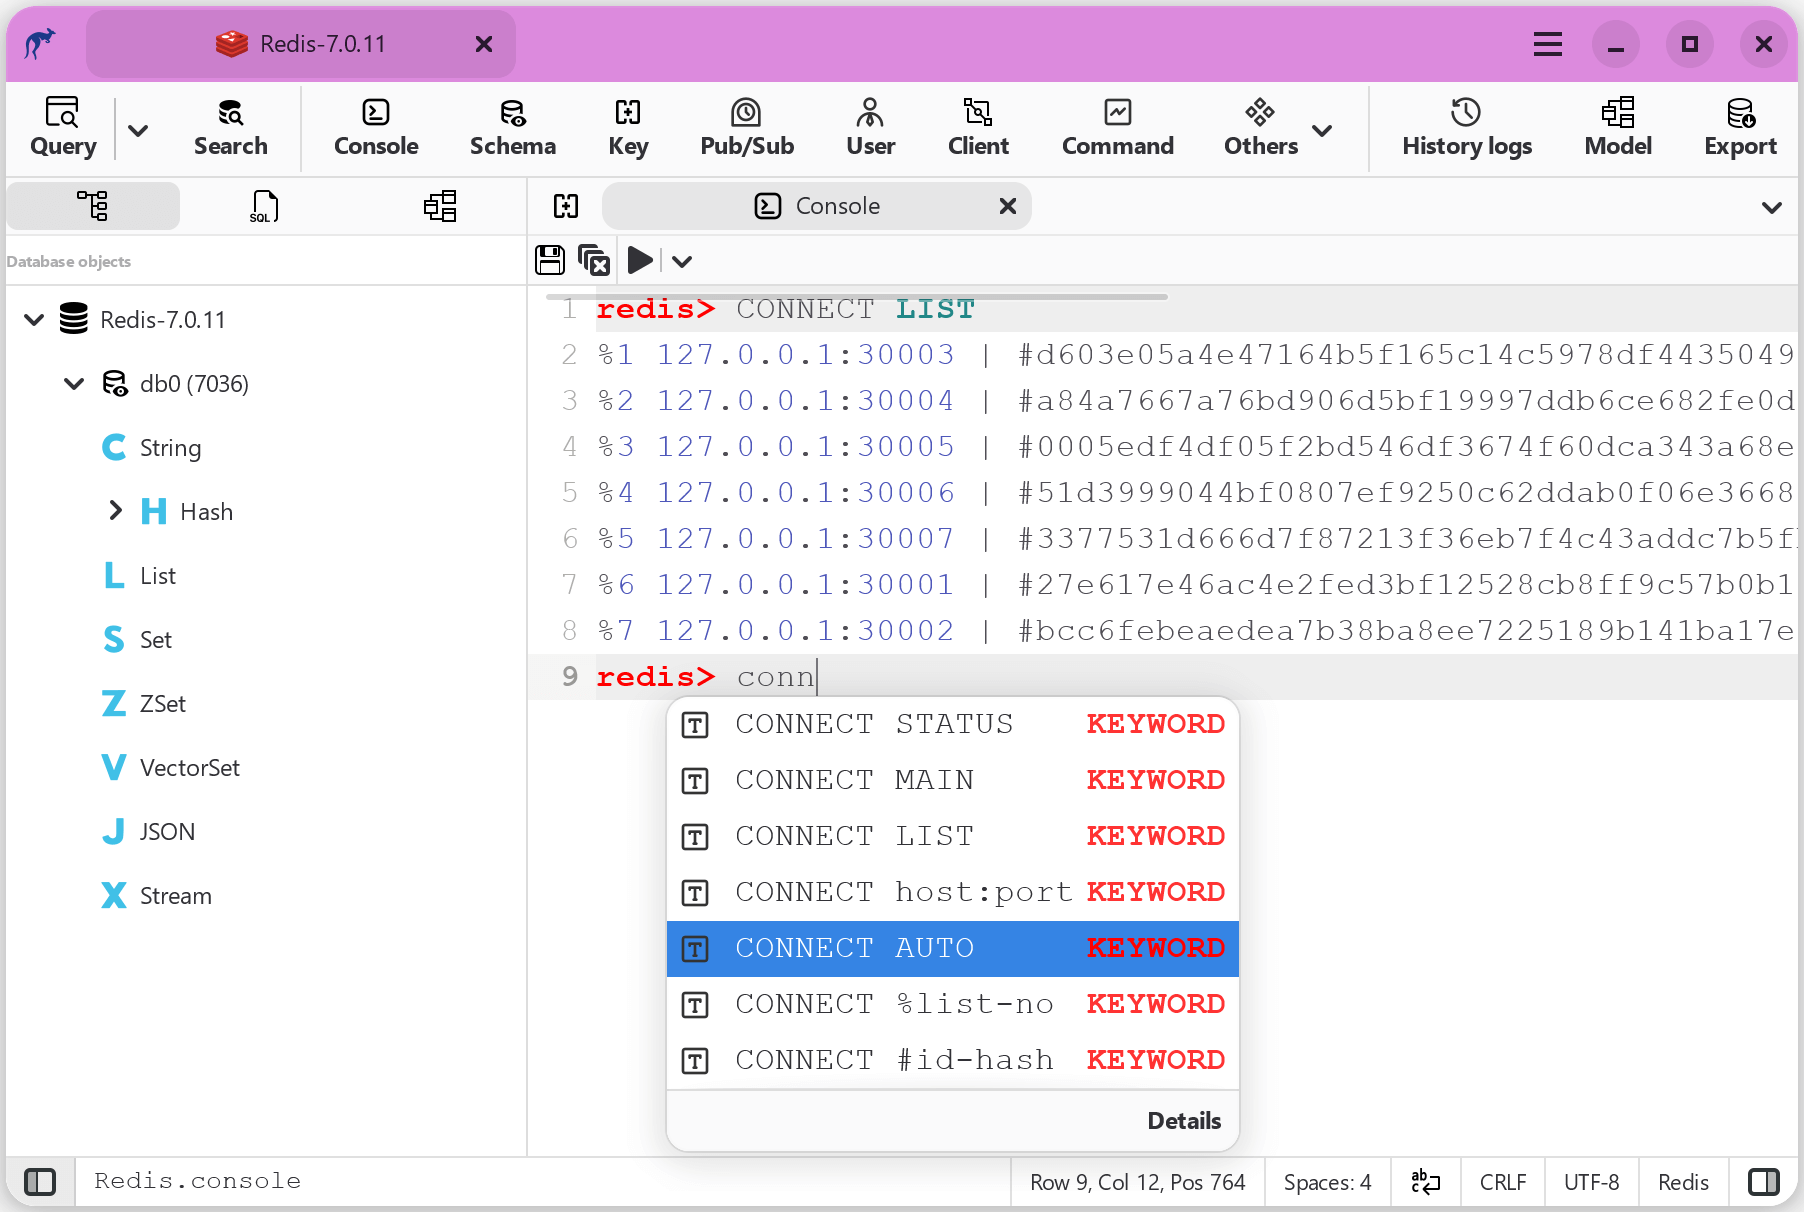 Redis-7.0.11
Query
Search
Console
Schema
Key
Pub/Sub
User
Client
Command
Others
History logs
Model
Export
SQL
Console
Database objects
Redis-7.0.11
db0 (7036)
C String
H Hash
L List
S Set
Z ZSet
V VectorSet
J JSON
X Stream
1 redis> CONNECT LIST
2 %1 127.0.0.1:30003 | #d603e05a4e47164b5f165c14c5978df4435049
3 %2 127.0.0.1:30004 | #a84a7667a76bd906d5bf19997ddb6ce682fe0d
4 %3 127.0.0.1:30005 | #0005edf4df05f2bd546df3674f60dca343a68e
5 %4 127.0.0.1:30006 | #51d3999044bf0807ef9250c62ddab0f06e3668
6 %5 127.0.0.1:30007 | #3377531d666d7f87213f36eb7f4c43addc7b5f
7 %6 127.0.0.1:30001 | #27e617e46ac4e2fed3bf12528cb8ff9c57b0b1
8 %7 127.0.0.1:30002 | #bcc6febeaedea7b38ba8ee7225189b141ba17e
9 redis> conn
T CONNECT STATUS KEYWORD
T CONNECT MAIN KEYWORD
T CONNECT LIST KEYWORD
T CONNECT host:port KEYWORD
T CONNECT AUTO KEYWORD
T CONNECT %list-no KEYWORD
T CONNECT #id-hash KEYWORD
Details
Redis.console
Row 9, Col 12, Pos 764
Spaces: 4
ab
c
CRLF
UTF-8
Redis